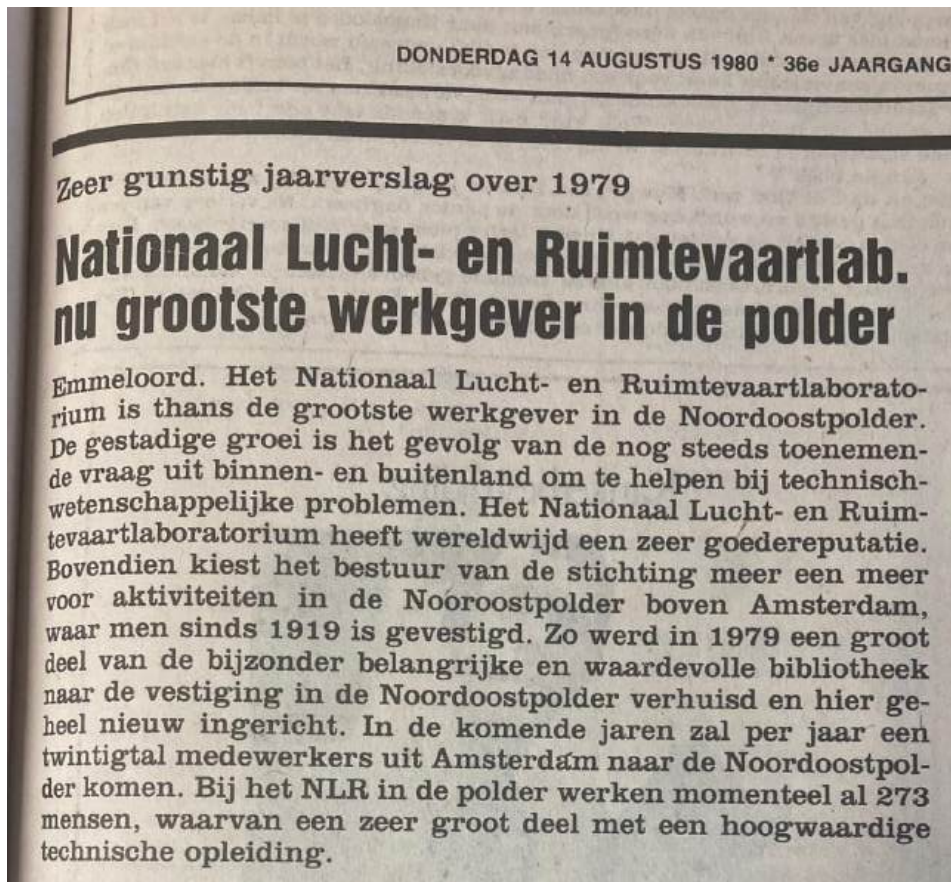 DONDERDAG 14 AUGUSTUS 1980 * 36e JAARGANG
Zeer gunstig jaarverslag over 1979
Nationaal Lucht- en Ruimtevaartlab.
nu grootste werkgever in de polder
Emmeloord. Het Nationaal Lucht- en Ruimtevaartlaborato-
rium is thans de grootste werkgever in de Noordoostpolder.
De gestadige groei is het gevolg van de nog steeds toenemen-
de vraag uit binnen- en buitenland om te helpen bij technisch-
wetenschappelijke problemen. Het Nationaal Lucht- en Ruim-
tevaartlaboratorium heeft wereldwijd een zeer goedereputatie.
Bovendien kiest het bestuur van de stichting meer een meer
voor aktiviteiten in de Nooroostpolder boven Amsterdam,
waar men sinds 1919 is gevestigd. Zo werd in 1979 een groot
deel van de bijzonder belangrijke en waardevolle bibliotheek
naar de vestiging in de Noordoostpolder verhuisd en hier ge-
heel nieuw ingericht. In de komende jaren zal per jaar een
twintigtal medewerkers uit Amsterdam naar de Noordoostpol-
der komen. Bij het NLR in de polder werken momenteel al 273
mensen, waarvan een zeer groot deel met een hoogwaardige
technische opleiding.